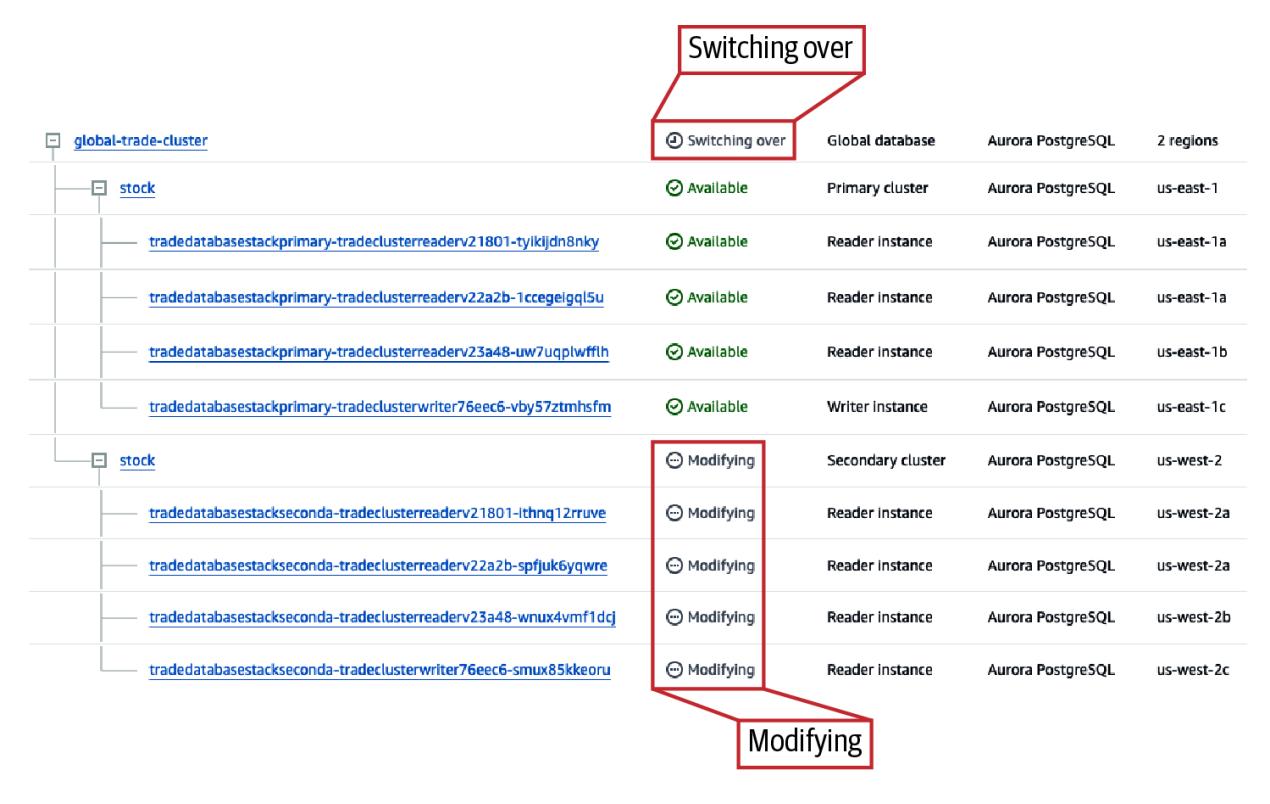 Switching over
global-trade-cluster Switching over Global database Aurora PostgreSQL 2 regions
stock Available Primary cluster Aurora PostgreSQL us-east-1
tradedatabasestackprimary-tradeclusterreaderv21801-tyikijdn8nky Available Reader instance Aurora PostgreSQL us-east-1a
tradedatabasestackprimary-tradeclusterreaderv22a2b-1ccegeigql5u Available Reader instance Aurora PostgreSQL us-east-1a
tradedatabasestackprimary-tradeclusterreaderv23a48-uw7uqplwfflh Available Reader instance Aurora PostgreSQL us-east-1b
tradedatabasestackprimary-tradeclusterwriter76eec6-vby57ztmhsfm Available Writer instance Aurora PostgreSQL us-east-1c
stock Modifying Secondary cluster Aurora PostgreSQL us-west-2
tradedatabasestackseconda-tradeclusterreaderv21801-ithnq12rruve Modifying Reader instance Aurora PostgreSQL us-west-2a
tradedatabasestackseconda-tradeclusterreaderv22a2b-spfjuk6yqwre Modifying Reader instance Aurora PostgreSQL us-west-2a
tradedatabasestackseconda-tradeclusterreaderv23a48-wnux4vmf1dcj Modifying Reader instance Aurora PostgreSQL us-west-2b
tradedatabasestackseconda-tradeclusterwriter76eec6-smux85kkeoru Modifying Reader instance Aurora PostgreSQL us-west-2c
Modifying